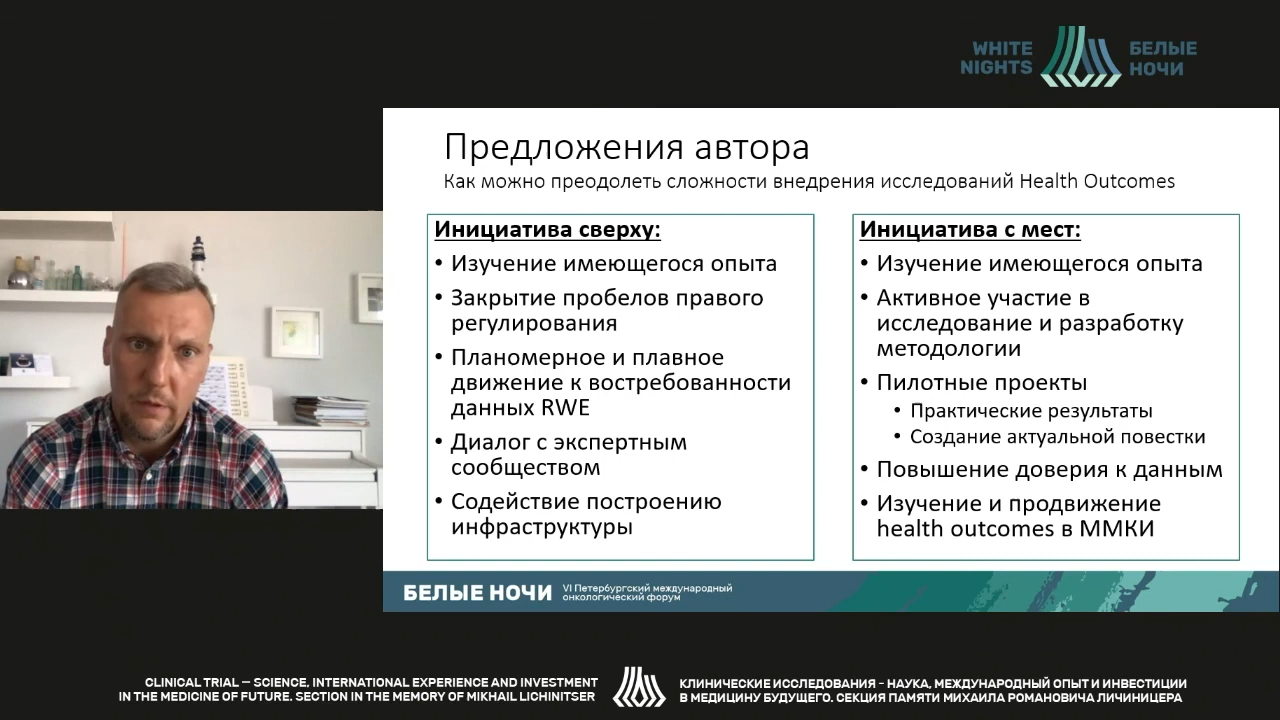 WHITE
NIGHTS
БЕЛЫЕ
НОЧИ
Предложения автора
Как можно преодолеть сложности внедрения исследований Health Outcomes
Инициатива сверху:
• Изучение имеющегося опыта
• Закрытие пробелов правого
регулирования
• Планомерное и плавное
движение к востребованности
данных RWE
• Диалог с экспертным
сообществом
• Содействие построению
инфраструктуры
Инициатива с мест:
• Изучение имеющегося опыта
• Активное участие в
исследование и разработку
методологии
• Пилотные проекты
• Практические результаты
• Создание актуальной повестки
• Повышение доверия к данным
• Изучение и продвижение
health outcomes в ММКИ
БЕЛЫЕ НОЧИ
VI Петербургский международный
онкологический форум
CLINICAL TRIAL – SCIENCE, INTERNATIONAL EXPERIENCE AND INVESTMENT
IN THE MEDICINE OF FUTURE. SECTION IN THE MEMORY OF MIKHAIL LICHINITSER
КЛИНИЧЕСКИЕ ИССЛЕДОВАНИЯ - НАУКА, МЕЖДУНАРОДНЫЙ ОПЫТ И ИНВЕСТИЦИИ
В МЕДИЦИНУ БУДУЩЕГО. СЕКЦИЯ ПАМЯТИ МИХАИЛА РОМАНОВИЧА ЛИЧИНИЦЕРА